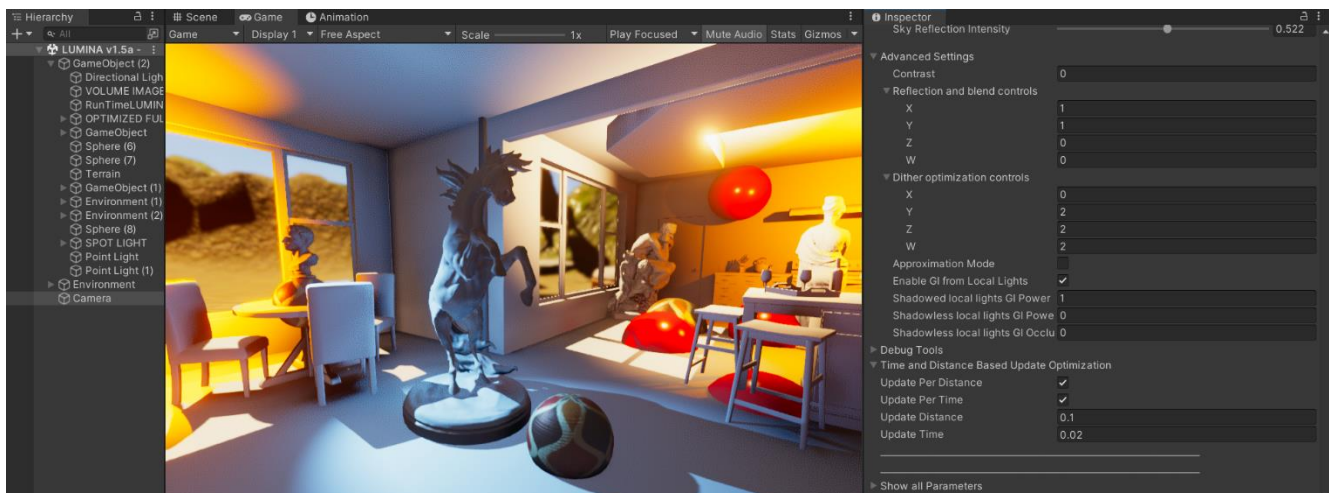 Hierarchy
All
LUMINA v1.5a -
GameObject (2)
Directional Ligh
VOLUME IMAGE
RunTimeLUMIN
OPTIMIZED FUL
GameObject
Sphere (6)
Sphere (7)
Terrain
GameObject (1)
Environment (1)
Environment (2)
Sphere (8)
SPOT LIGHT
Point Light
Point Light (1)
Environment
Camera
Scene Game Animation
Game Display 1 Free Aspect Scale 1x Play Focused Mute Audio Stats Gizmos
Inspector
Sky Reflection Intensity 0.522
Advanced Settings
Contrast 0
Reflection and blend controls
X 1
Y 1
Z 0
W 0
Dither optimization controls
X 0
Y 2
Z 2
W 2
Approximation Mode
Enable GI from Local Lights
Shadowed local lights GI Power 1
Shadowless local lights GI Powe 0
Shadowless local lights GI Occlu 0
Debug Tools
Time and Distance Based Update Optimization
Update Per Distance
Update Per Time
Update Distance 0.1
Update Time 0.02
Show all Parameters